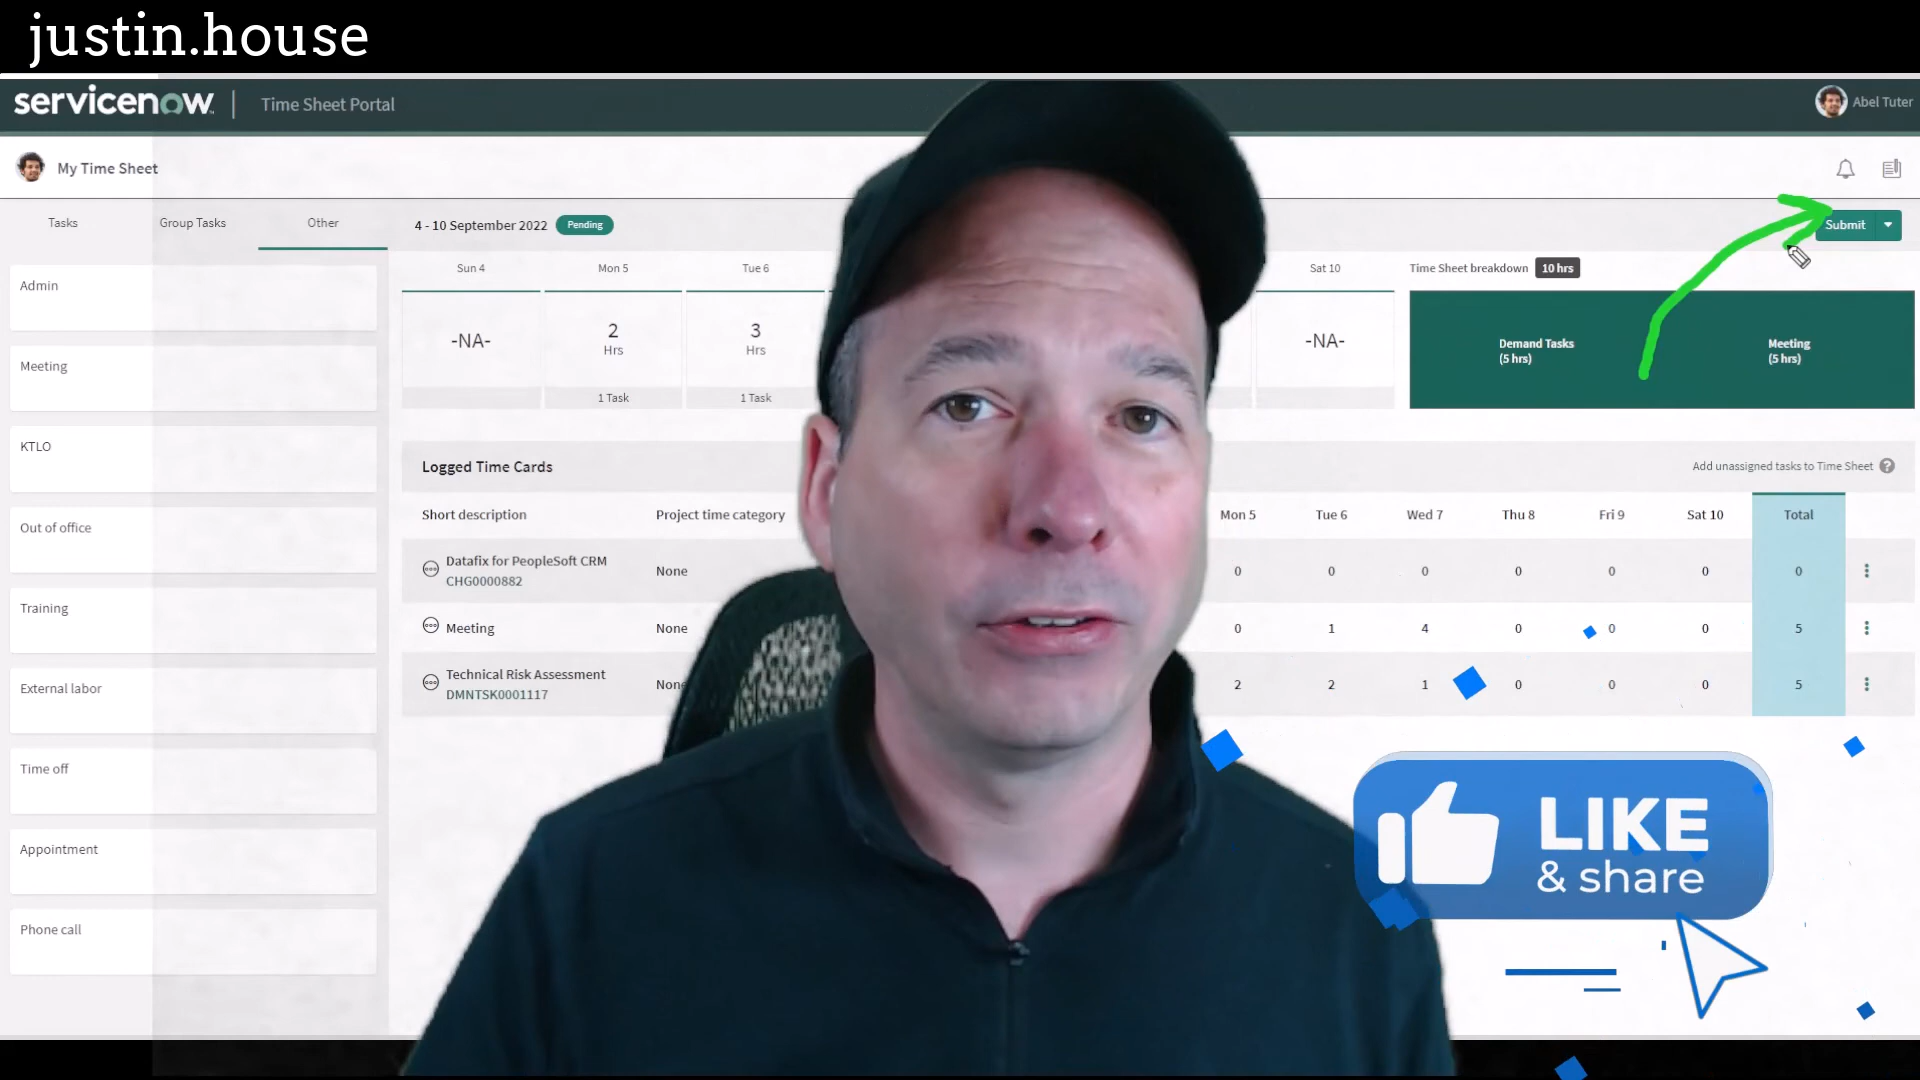 justin.house
servicenow | Time Sheet Portal
Abel Tuter
My Time Sheet
Tasks Group Tasks Other
4 - 10 September 2022 Pending
Submit
Sun 4 Mon 5 Tue 6 Sat 10
Time Sheet breakdown 10 hrs
-NA- 2 Hrs 3 Hrs -NA-
1 Task 1 Task
Demand Tasks (5 hrs)
Meeting (5 hrs)
Admin
Meeting
KTLO
Out of office
Training
External labor
Time off
Appointment
Phone call
Logged Time Cards
Add unassigned tasks to Time Sheet ?
Short description Project time category Mon 5 Tue 6 Wed 7 Thu 8 Fri 9 Sat 10 Total
Datafix for PeopleSoft CRM
CHG0000882
None 0 0 0 0 0 0 0
Meeting None 0 1 4 0 0 0 5
Technical Risk Assessment
DMNTSK0001117
None 2 2 1 0 0 0 5
LIKE
& share